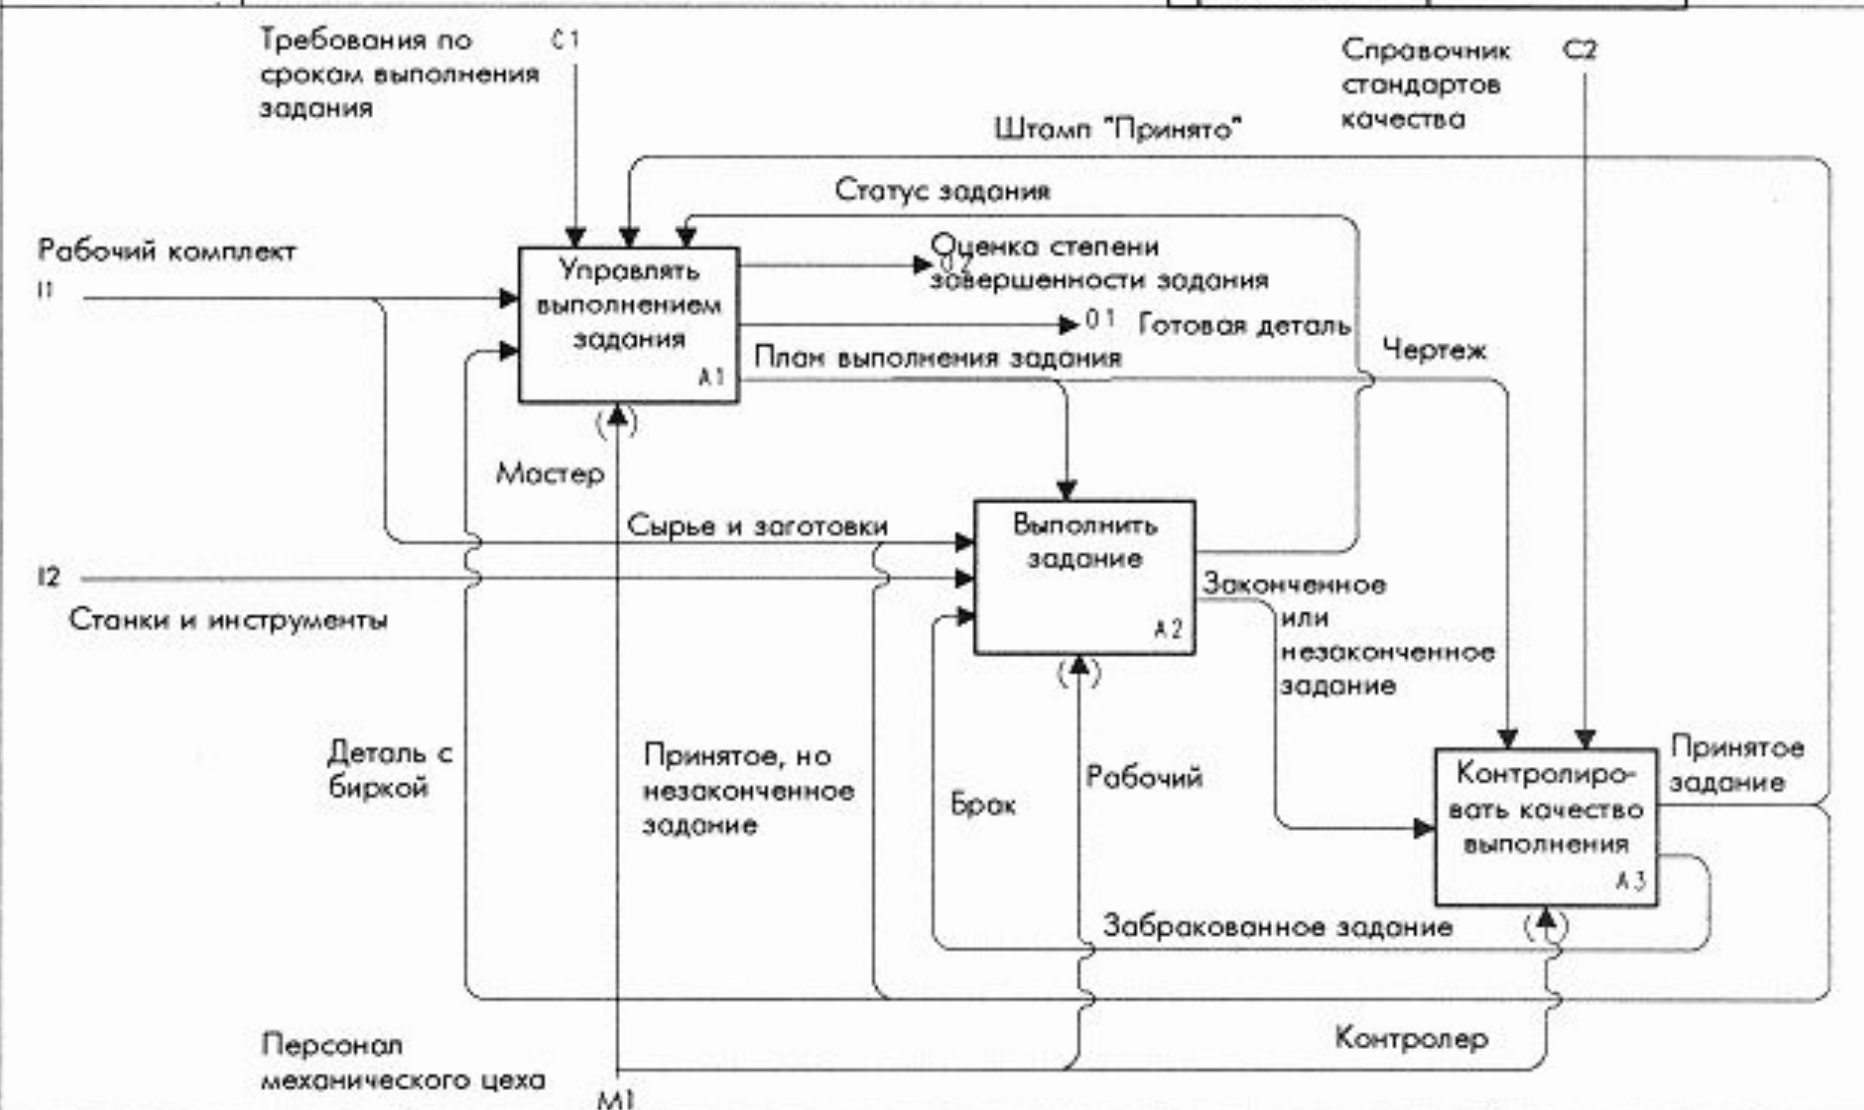 Требования по
срокам выполнения
задания
C1
Справочник
стандартов
качества
C2
Штамп "Принято"
Статус задания
Рабочий комплект
I1
Управлять
выполнением
задания
A1
Оценка степени
O2
завершенности задания
O1 Готовая деталь
План выполнения задания
Чертеж
Мастер
Сырье и заготовки
Выполнить
задание
A2
I2
Станки и инструменты
Законченное
или
незаконченное
задание
Деталь с
биркой
Принятое, но
незаконченное
задание
Брак
Рабочий
Контролиро-
вать качество
выполнения
A3
Принятое
задание
Забракованное задание
Контролер
Персонал
механического цеха
M1